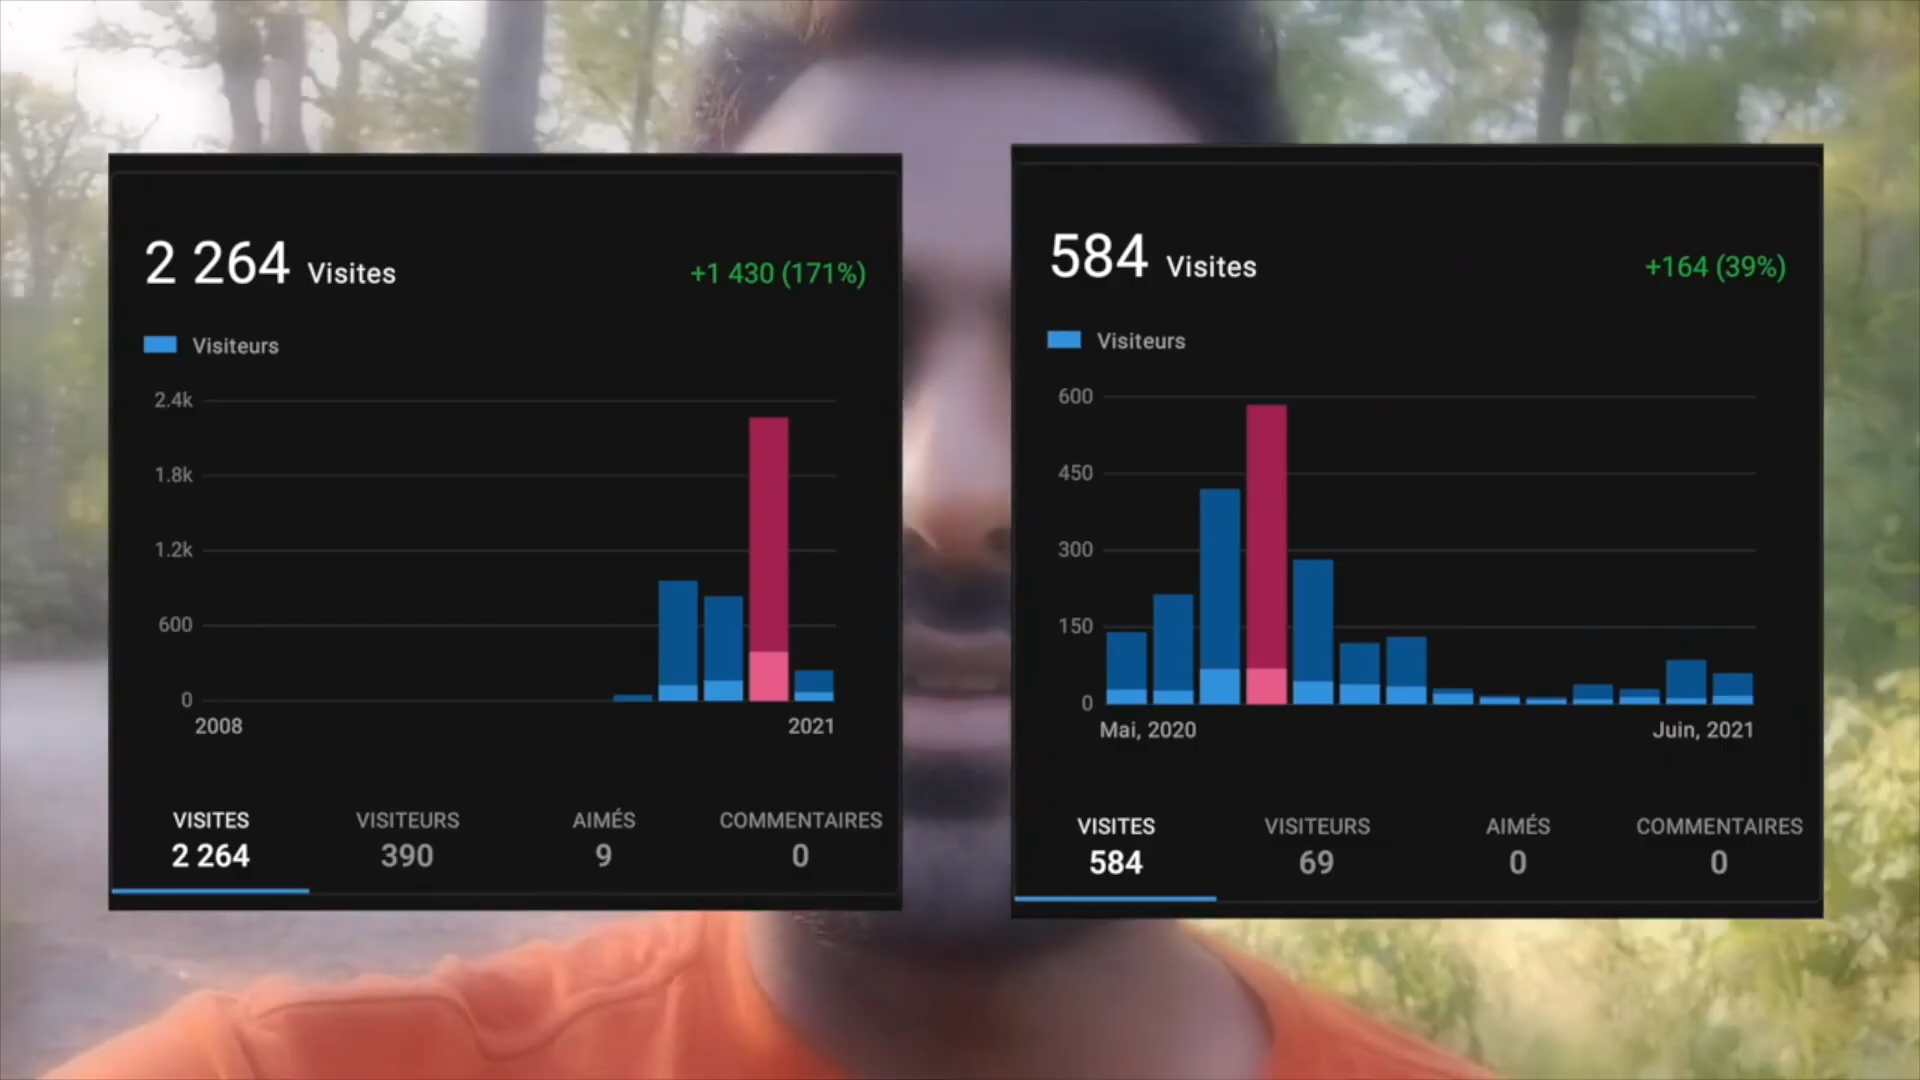 2 264 Visites
+1 430 (171%)
Visiteurs
2.4k
1.8k
1.2k
600
0
2008
2021
VISITES
VISITEURS
AIMÉS
COMMENTAIRES
2 264
390
9
0
584 Visites
+164 (39%)
Visiteurs
600
450
300
150
0
Mai, 2020
Juin, 2021
VISITES
VISITEURS
AIMÉS
COMMENTAIRES
584
69
0
0